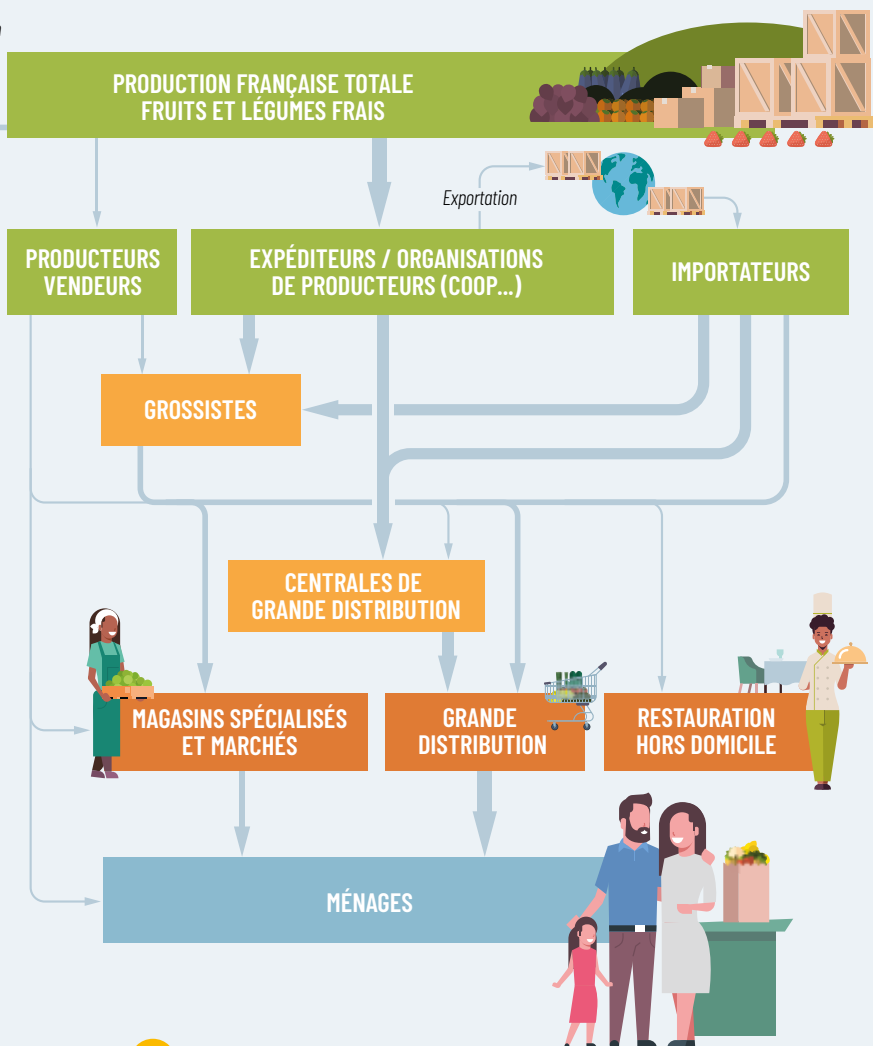 PRODUCTION FRANÇAISE TOTALE
FRUITS ET LÉGUMES FRAIS
Exportation
PRODUCTEURS
VENDEURS
EXPÉDITEURS / ORGANISATIONS
DE PRODUCTEURS (COOP...)
IMPORTATEURS
GROSSISTES
CENTRALES DE
GRANDE DISTRIBUTION
MAGASINS SPÉCIALISÉS
ET MARCHÉS
GRANDE
DISTRIBUTION
RESTAURATION
HORS DOMICILE
MÉNAGES